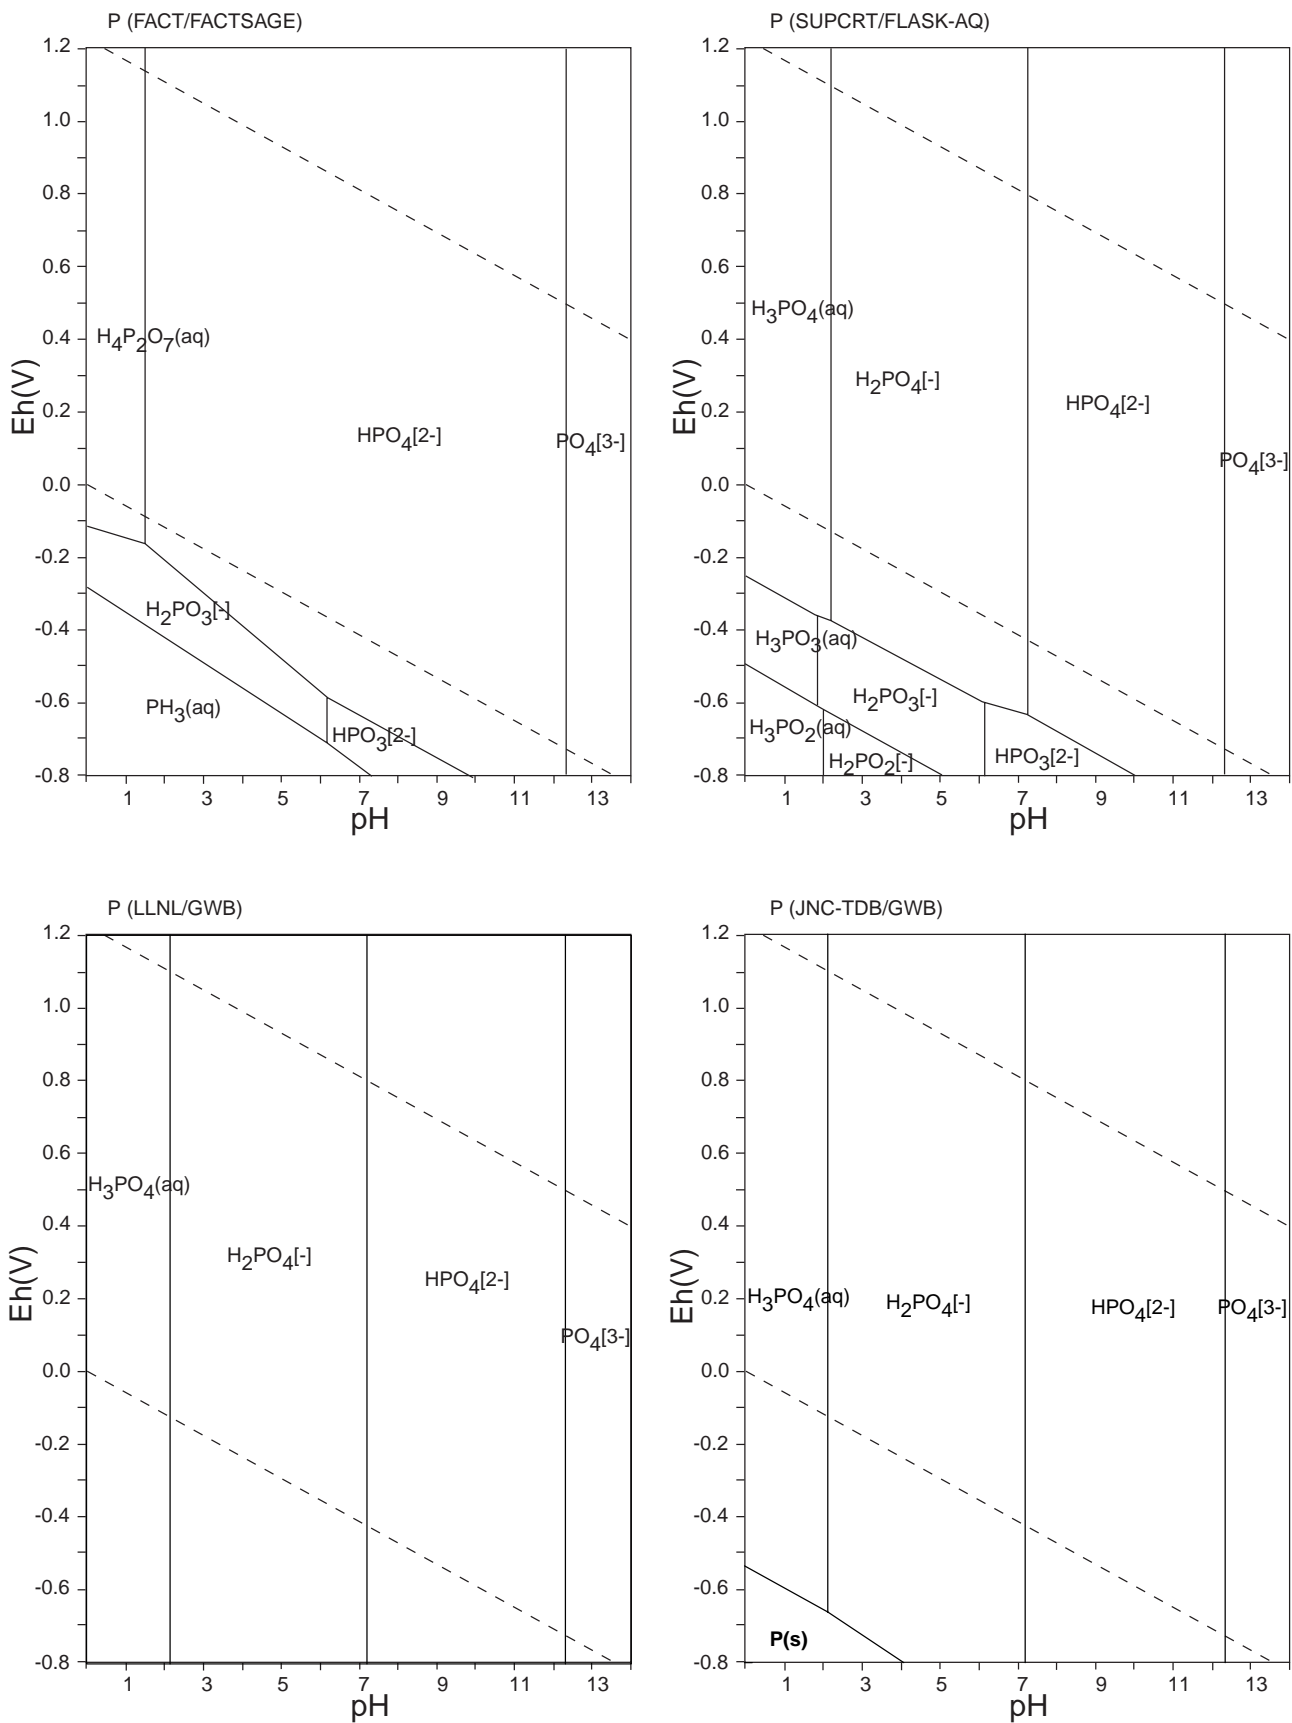 P (FACT/FACTSAGE)
1.2
1.0
0.8
0.6
0.4
0.2
0.0
-0.2
-0.4
-0.6
-0.8
Eh(V)
H4P2O7(aq)
HPO4[2-]
PO4[3-]
H2PO3[-]
PH3(aq)
HPO3[2-]
1 3 5 7 9 11 13
pH
P (SUPCRT/FLASK-AQ)
1.2
1.0
0.8
0.6
0.4
0.2
0.0
-0.2
-0.4
-0.6
-0.8
Eh(V)
H3PO4(aq)
H2PO4[-]
HPO4[2-]
PO4[3-]
H3PO3(aq)
H2PO3[-]
H3PO2(aq)
H2PO2[-]
HPO3[2-]
1 3 5 7 9 11 13
pH
P (LLNL/GWB)
1.2
1.0
0.8
0.6
0.4
0.2
0.0
-0.2
-0.4
-0.6
-0.8
Eh(V)
H3PO4(aq)
H2PO4[-]
HPO4[2-]
PO4[3-]
1 3 5 7 9 11 13
pH
P (JNC-TDB/GWB)
1.2
1.0
0.8
0.6
0.4
0.2
0.0
-0.2
-0.4
-0.6
-0.8
Eh(V)
H3PO4(aq)
H2PO4[-]
HPO4[2-]
PO4[3-]
P(s)
1 3 5 7 9 11 13
pH